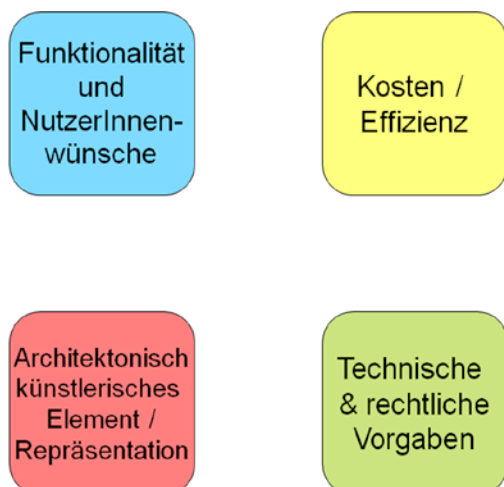 Funktionalität
und
NutzerInnen-
wünsche
Kosten /
Effizienz
Architektonisch
künstlerisches
Element /
Repräsentation
Technische
& rechtliche
Vorgaben